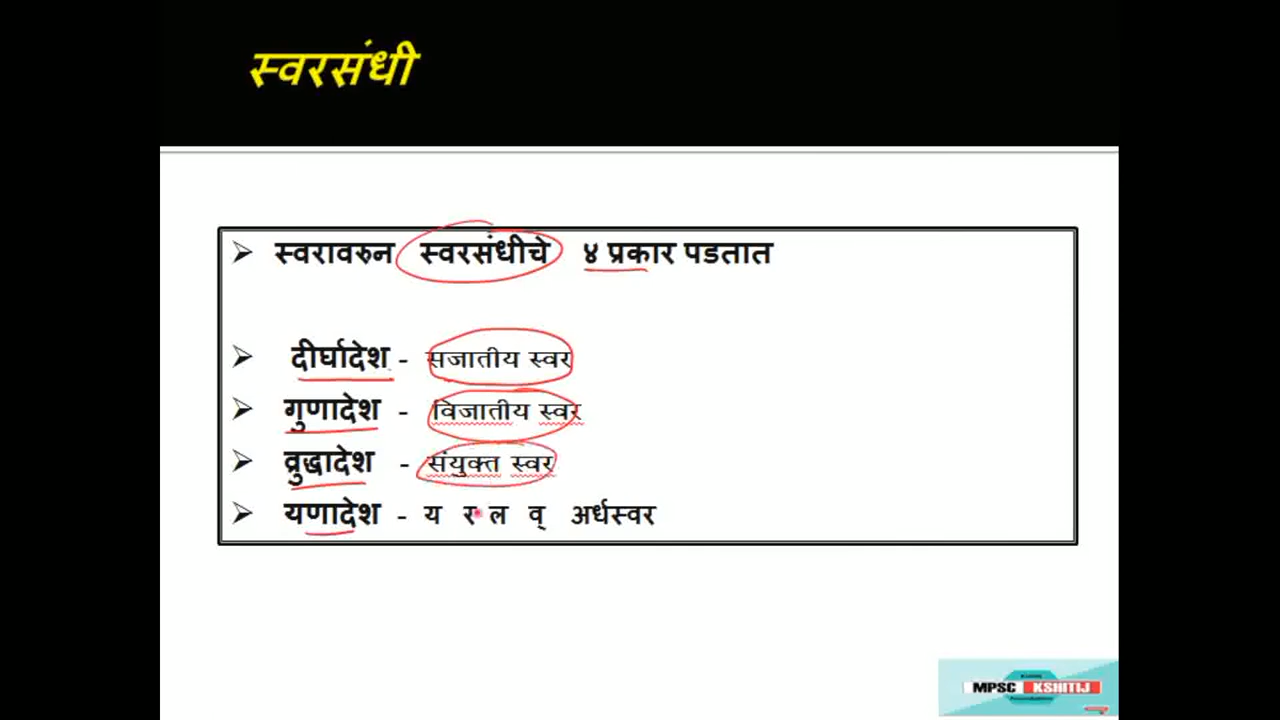 स्वरसंधी
स्वरावरुन स्वरसंधीचे ४ प्रकार पडतात
दीर्घादेश - सजातीय स्वर
गुणादेश - विजातीय स्वर
व्रुद्धादेश - संयुक्त स्वर
यणादेश - य र ल व् अर्धस्वर
MPSC KSHITIJ